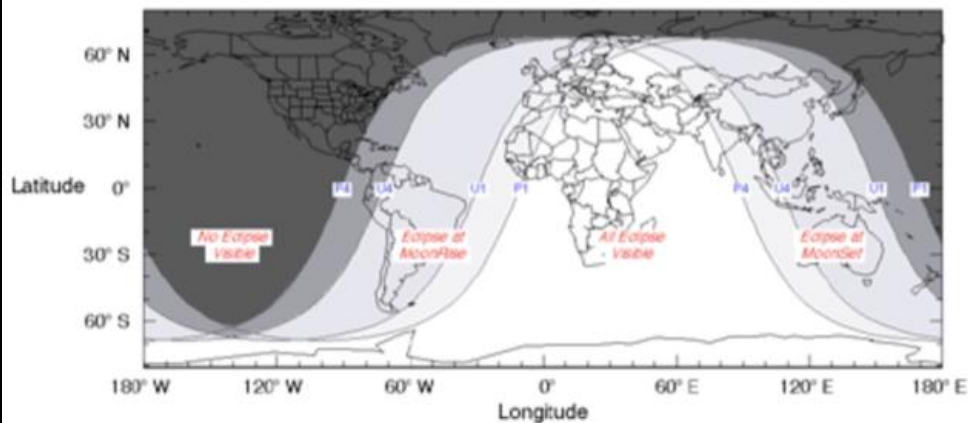 60° N
30° N
Latitude
0°
30° S
60° S
P4
U4
U1
P1
P4
U4
U1
P1
No Eclipse
Visible
Eclipse at
MoonRise
All Eclipse
Visible
Eclipse at
MoonSet
180° W
120° W
60° W
0°
60° E
120° E
180° E
Longitude